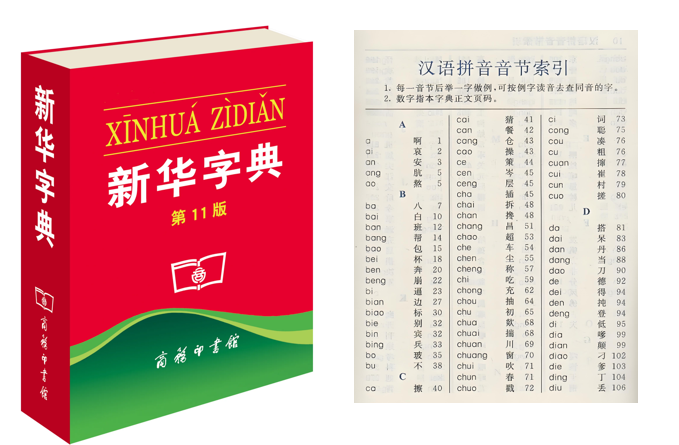 新华字典
商务印书馆
XĪNHUÁ ZÌDIǍN
新华字典
第11版
商务印书馆
汉语拼音音节索引
1. 每一音节后举一字做例,可按例字读音去查同音的字。
2. 数字指本字典正文页码。
A
a 啊 1
ai 哀 2
an 安 3
ang 肮 5
ao 熬 5
B
ba 八 7
bai 白 10
ban 班 12
bang 帮 14
bao 包 15
bei 杯 18
ben 奔 20
beng 崩 22
bi 逼 23
bian 边 27
biao 标 30
bie 别 32
bin 宾 32
bing 兵 33
bo 玻 35
bu 不 38
C
ca 擦 40
cai 猜 41
can 餐 42
cang 仓 43
cao 操 43
ce 策 44
cen 岑 45
ceng 层 45
cha 插 45
chai 拆 48
chan 搀 48
chang 昌 51
chao 超 53
che 车 54
chen 尘 55
cheng 称 57
chi 吃 59
chong 充 62
chou 抽 64
chu 初 65
chua 欻 68
chuai 揣 68
chuan 川 69
chuang 窗 70
chui 吹 71
chun 春 71
chuo 戳 72
ci 词 73
cong 聪 75
cou 凑 76
cu 粗 76
cuan 撺 77
cui 崔 78
cun 村 79
cuo 搓 80
D
da 搭 81
dai 呆 83
dan 丹 86
dang 当 88
dao 刀 90
de 德 92
dei 得 94
den 扽 94
deng 登 94
di 低 95
dia 嗲 99
dian 颠 99
diao 刁 102
die 爹 103
ding 丁 104
diu 丢 106